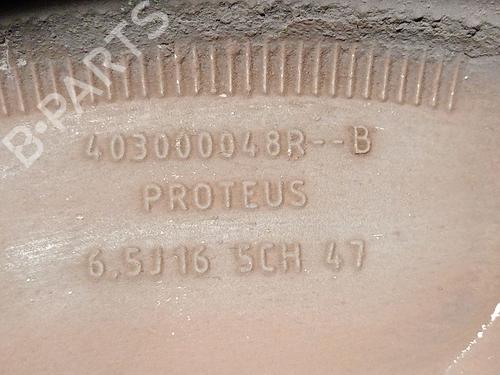 B-PARTS
403000048R--B
PROTEUS
6.5J16 5CH 47